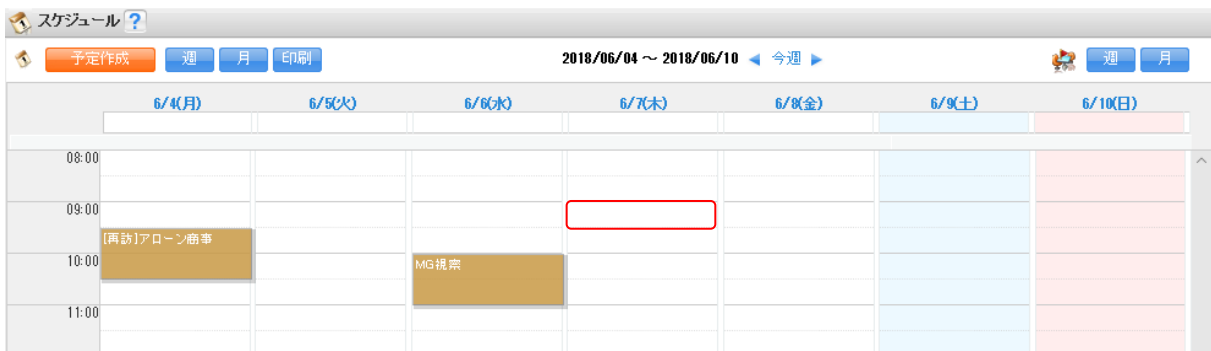 スケジュール ?
予定作成 週 月 印刷 2018/06/04 ～ 2018/06/10 今週 週 月
6/4(月) 6/5(火) 6/6(水) 6/7(木) 6/8(金) 6/9(土) 6/10(日)
08:00
09:00
[再訪]アローン商事
10:00
MG視察
11:00